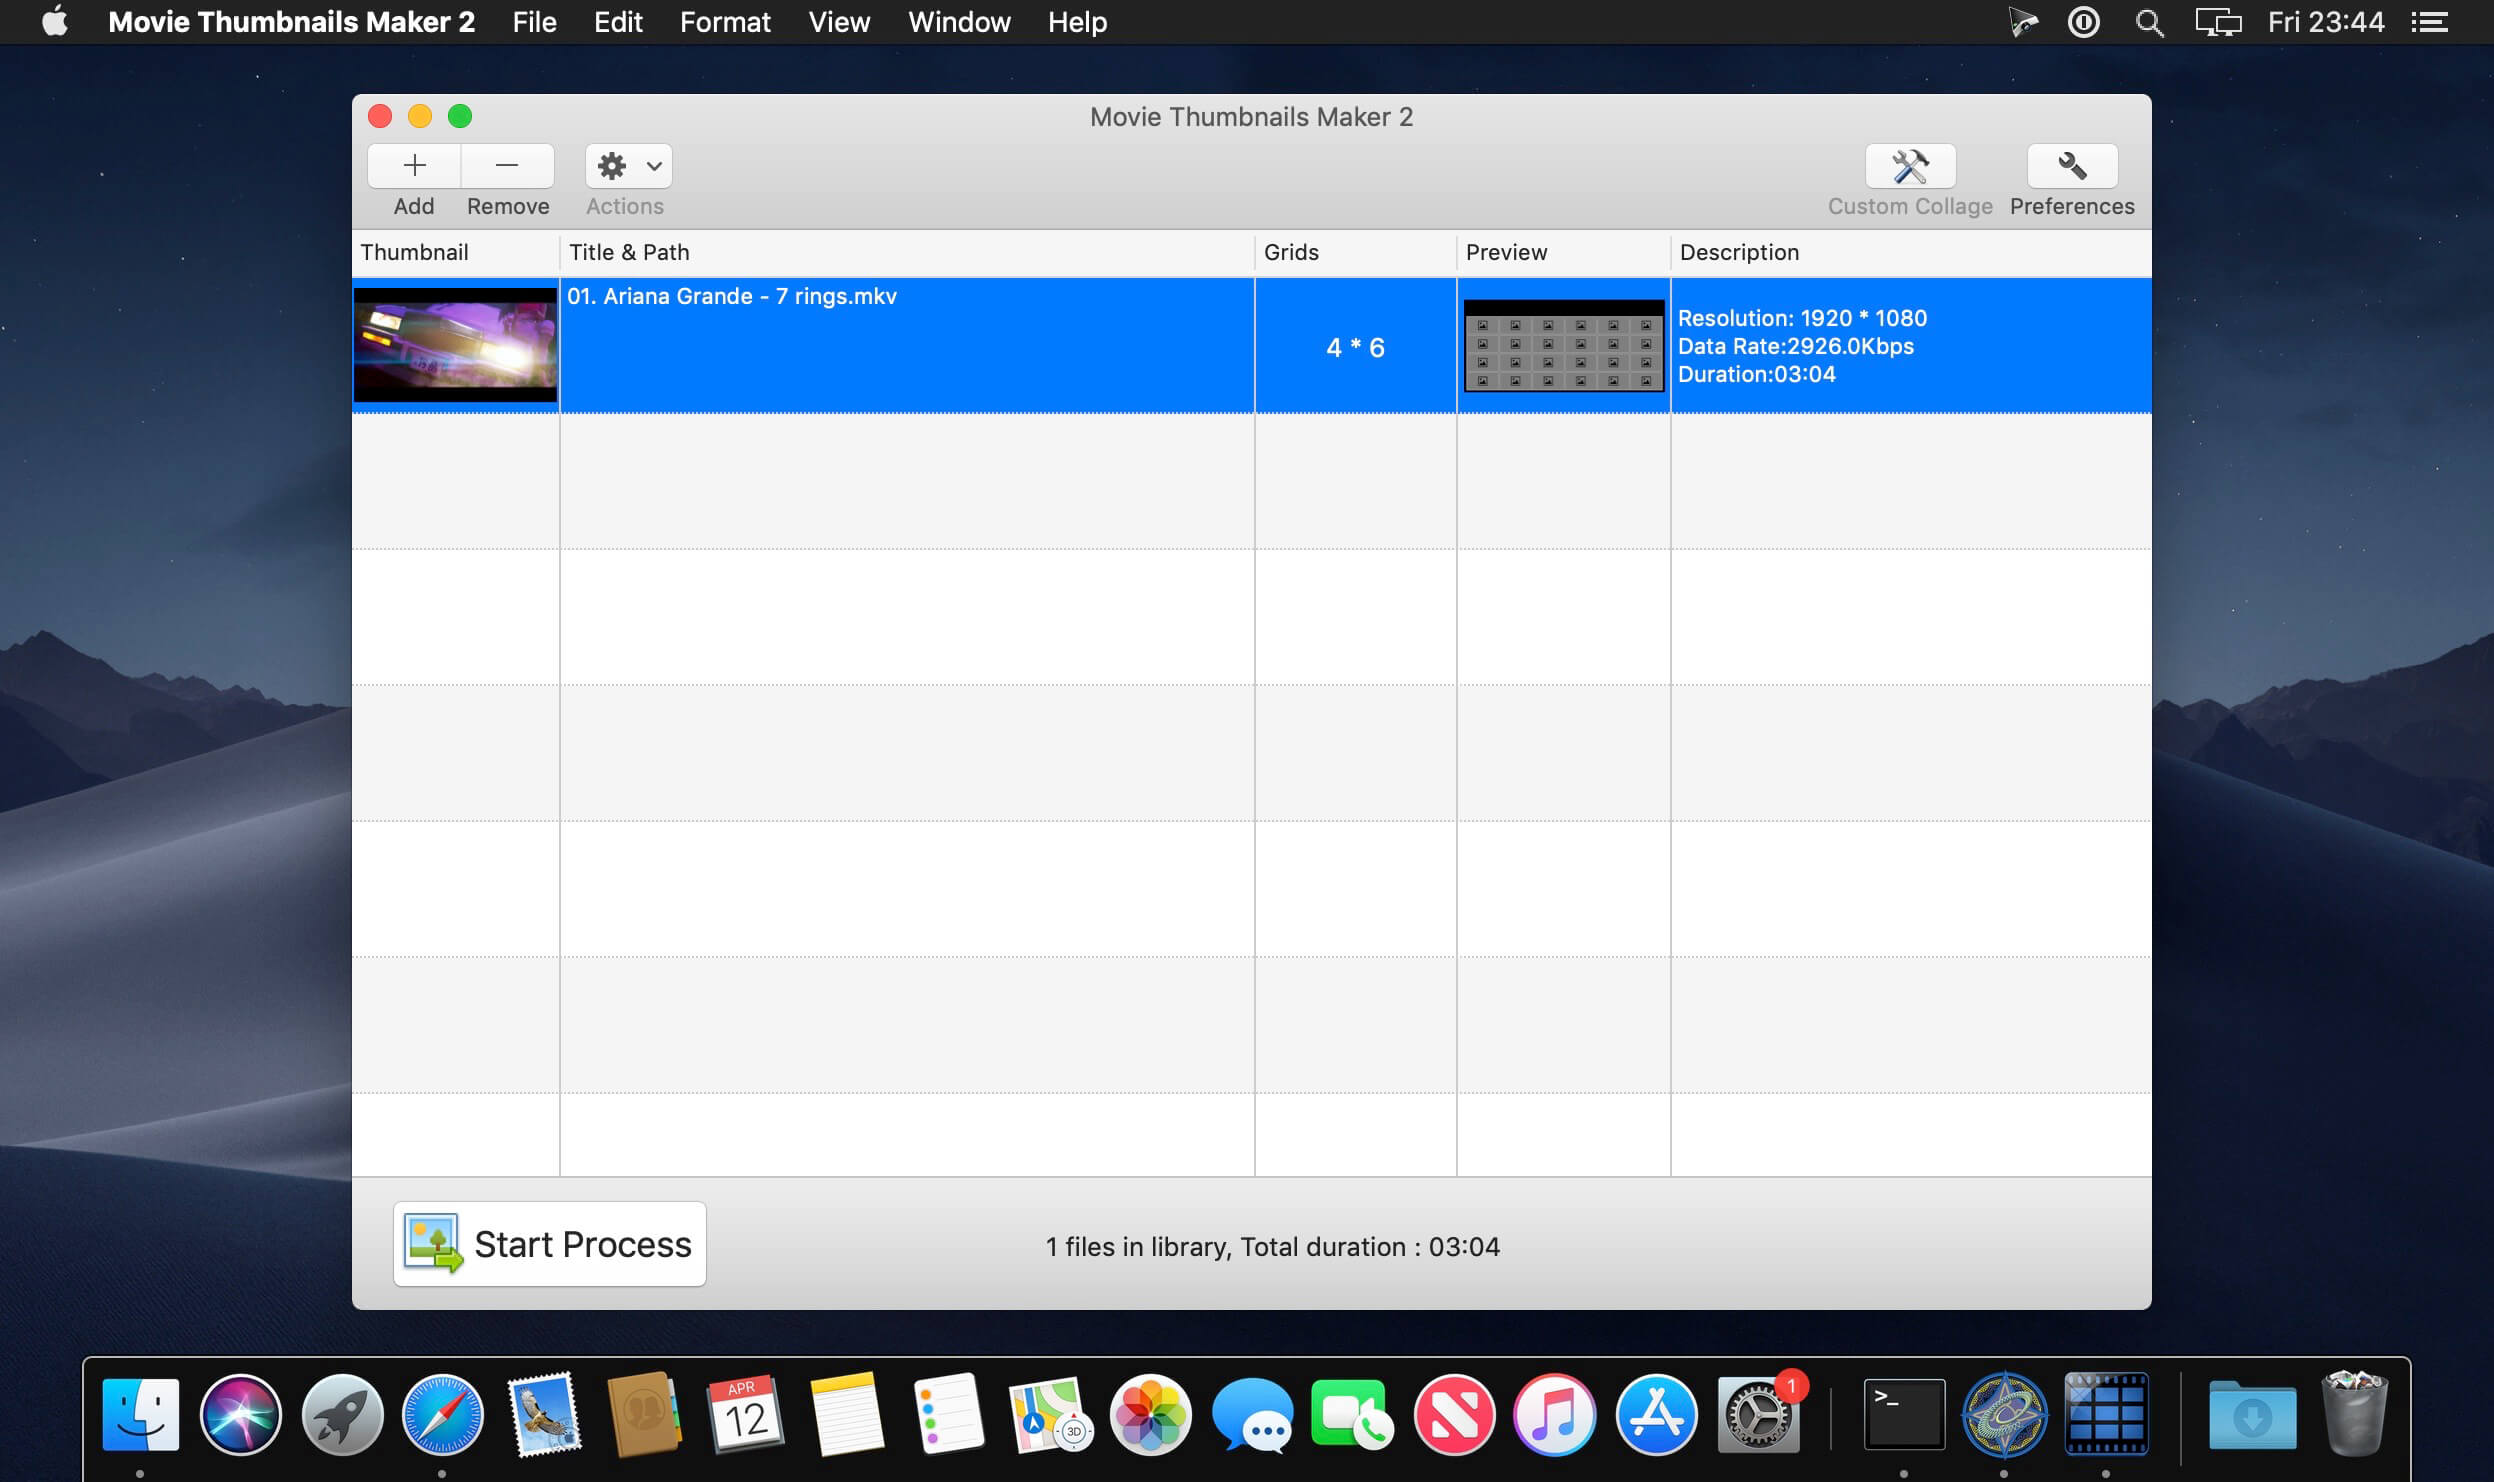 Movie Thumbnails Maker 2 File Edit Format View Window Help Fri 23:44
Movie Thumbnails Maker 2
Add Remove Actions Custom Collage Preferences
Thumbnail Title & Path Grids Preview Description
01. Ariana Grande - 7 rings.mkv
4 * 6
Resolution: 1920 * 1080
Data Rate:2926.0Kbps
Duration:03:04
Start Process
1 files in library, Total duration : 03:04
APR
12
3D
1
>_